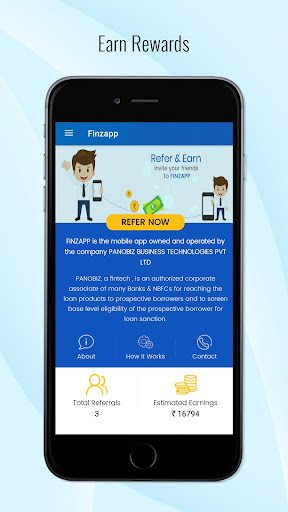 Earn Rewards
Finzapp
Refer & Earn
invite your friends
to FINZAPP
REFER NOW
FINZAPP is the mobile app owned and operated by
the company PANOBIZ BUSINESS TECHNOLOGIES PVT
LTD
PANOBIZ, a fintech , is an authorized corporate
associate of many Banks & NBFCs for reaching the
loan products to prospective borrowers and to screen
base level eligibility of the prospective borrower for
loan sanction.
About
How It Works
Contact
Total Referrals
3
Estimated Earnings
₹ 16794